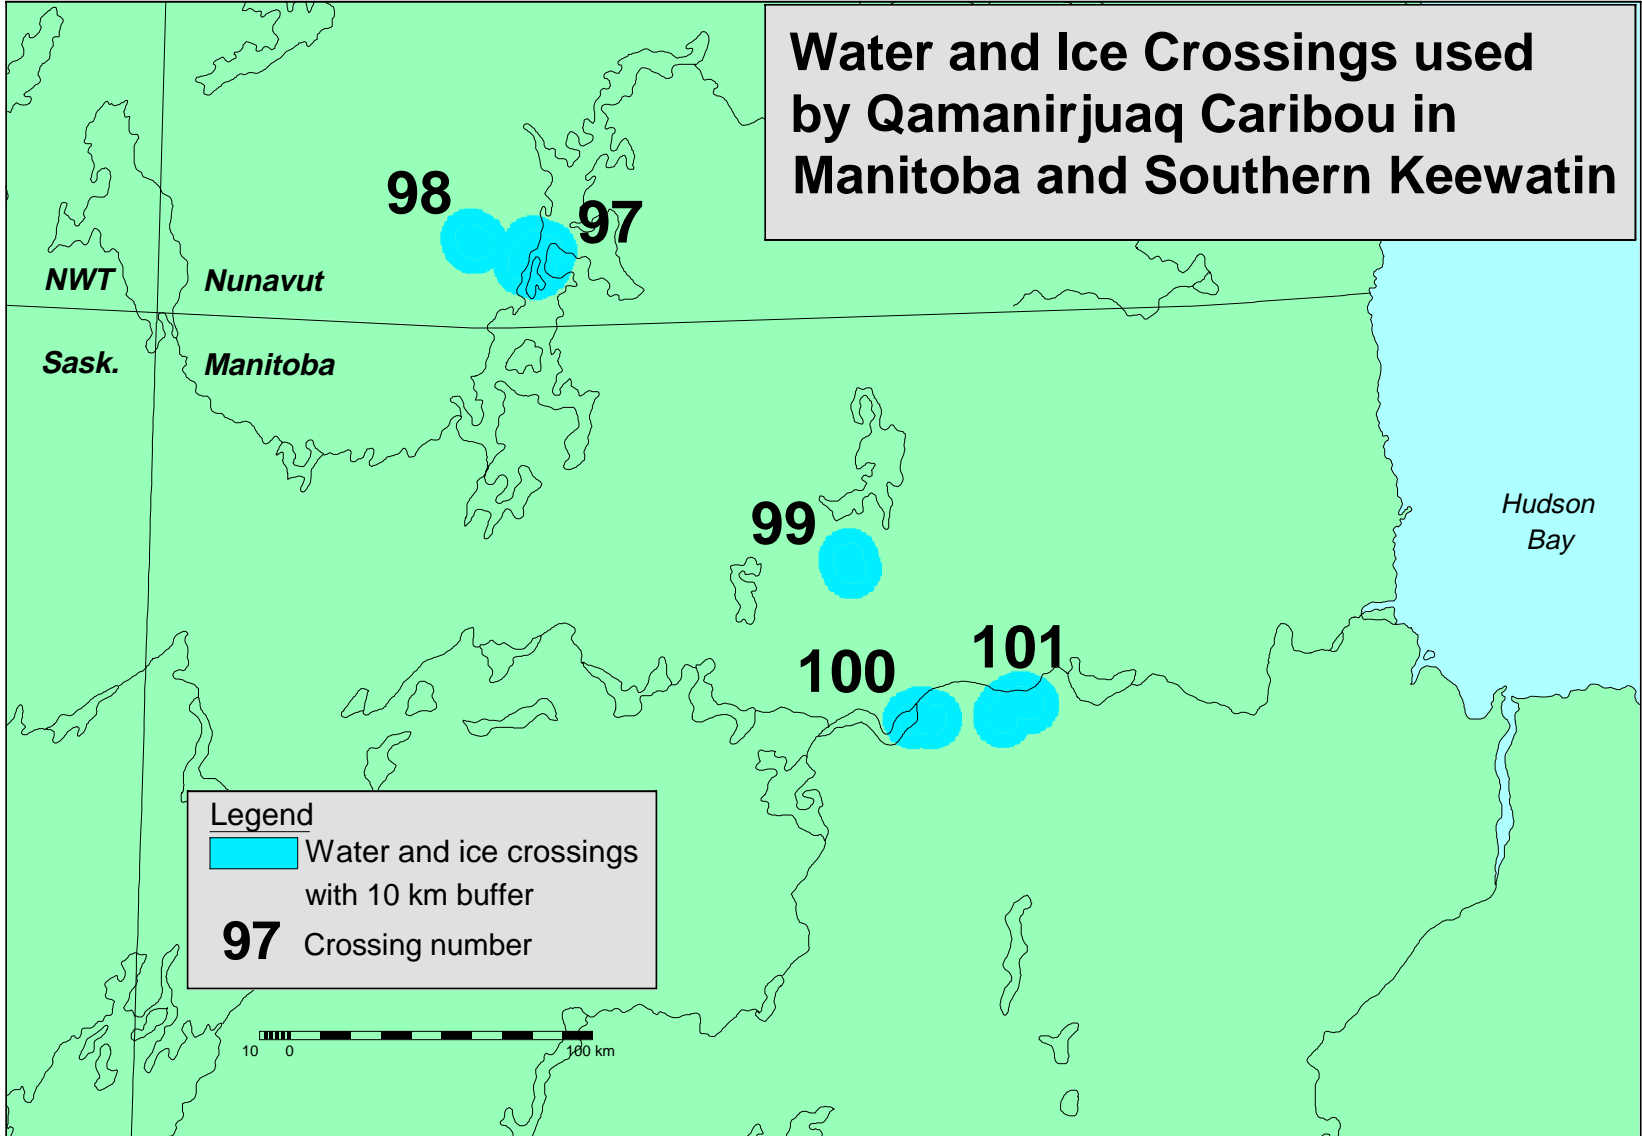 Water and Ice Crossings used
by Qamanirjuaq Caribou in
Manitoba and Southern Keewatin
98
97
NWT
Nunavut
Sask.
Manitoba
Hudson
Bay
99
100
101
Legend
Water and ice crossings
with 10 km buffer
97 Crossing number
10 0 100 km